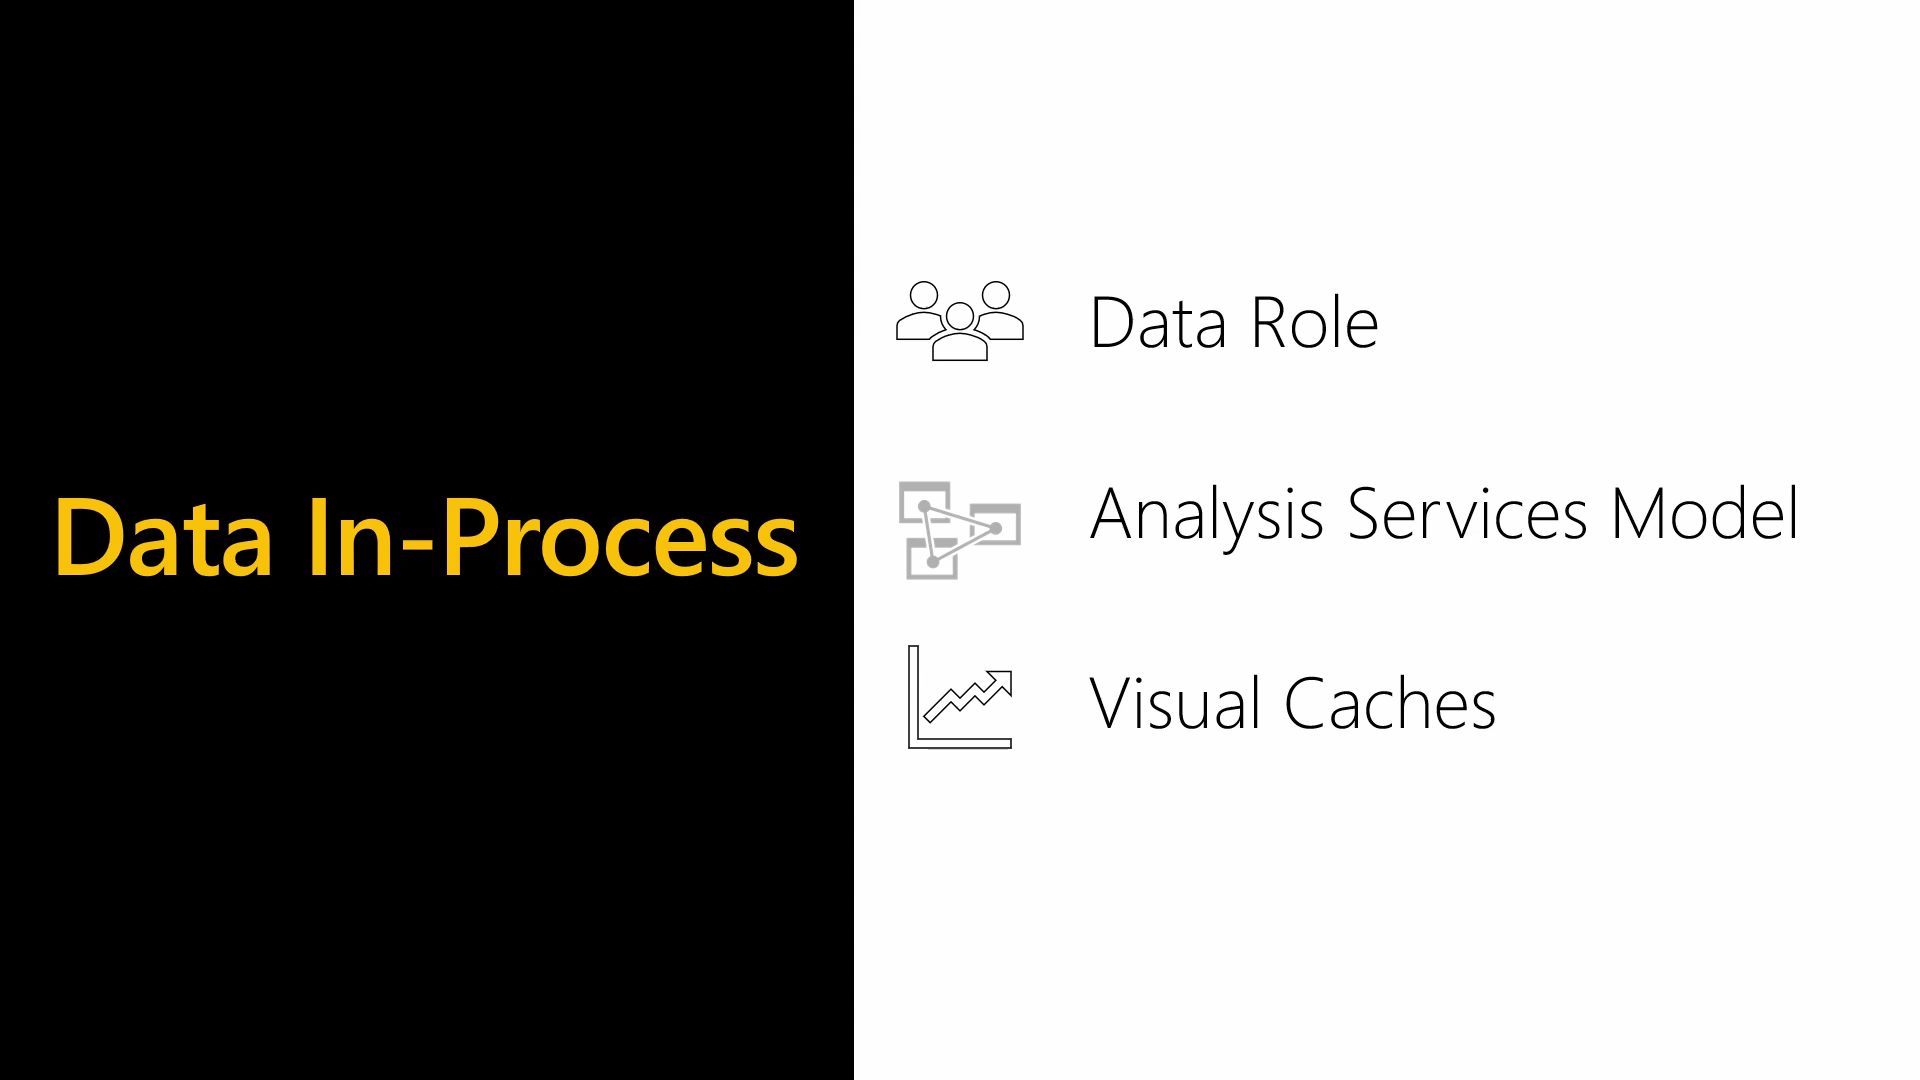 Data In-Process
Data Role
Analysis Services Model
Visual Caches